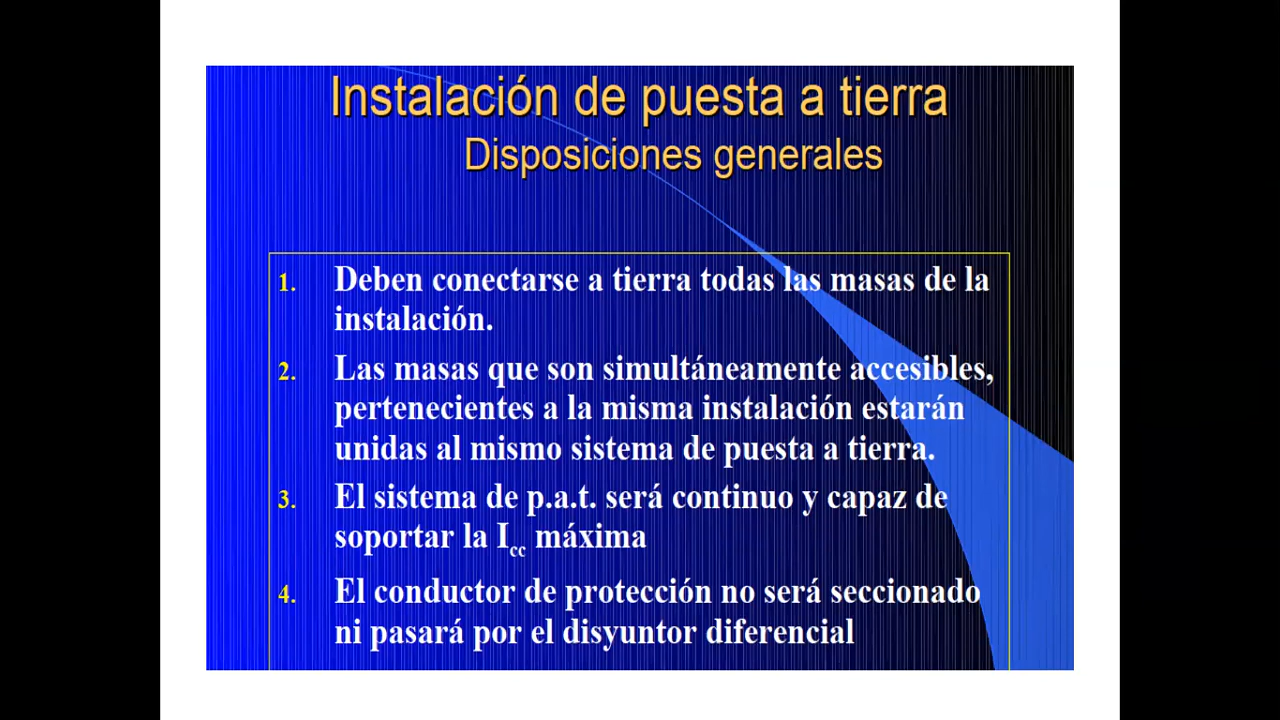 Instalación de puesta a tierra
Disposiciones generales
1. Deben conectarse a tierra todas las masas de la
instalación.
2. Las masas que son simultáneamente accesibles,
pertenecientes a la misma instalación estarán
unidas al mismo sistema de puesta a tierra.
3. El sistema de p.a.t. será continuo y capaz de
soportar la Icc máxima
4. El conductor de protección no será seccionado
ni pasará por el disyuntor diferencial